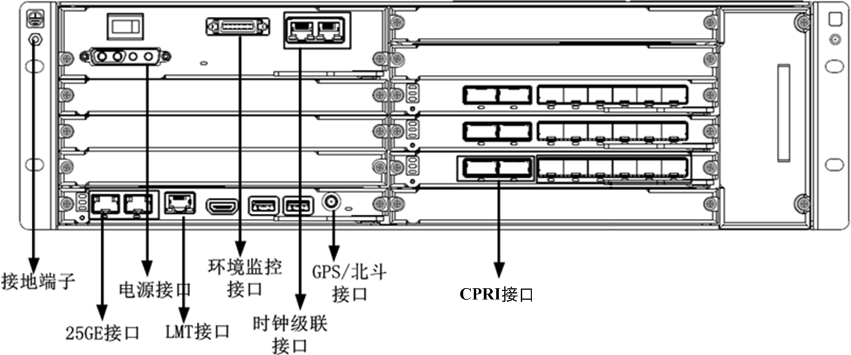 接地端子
电源接口
环境监控
接口
GPS/北斗
接口
CPRI接口
25GE接口
LMT接口
时钟级联
接口